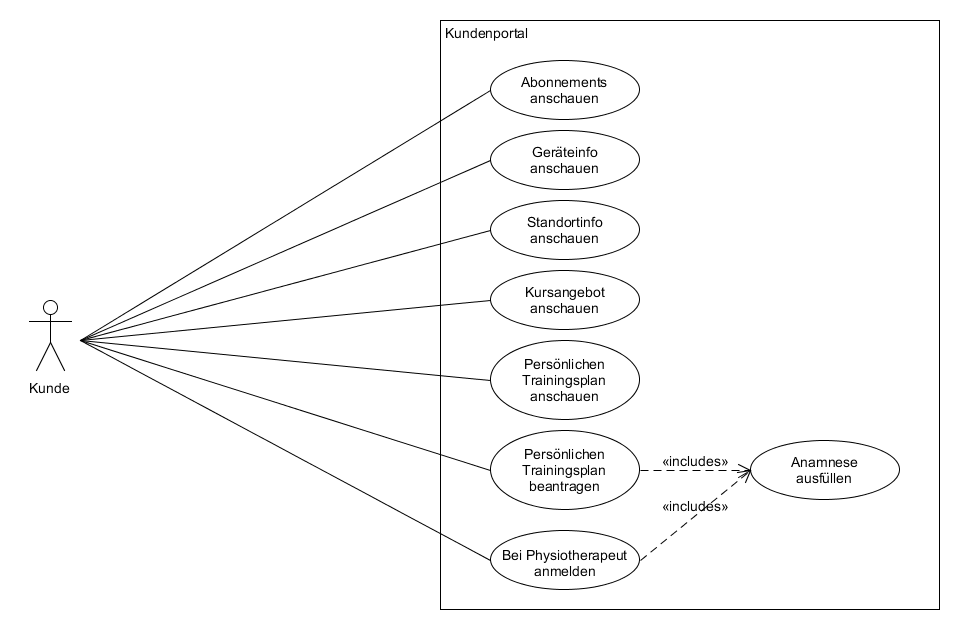 Kundenportal
Abonnements
anschauen
Geräteinfo
anschauen
Standortinfo
anschauen
Kursangebot
anschauen
Kunde
Persönlichen
Trainingsplan
anschauen
Persönlichen
Trainingsplan
beantragen
«includes»
Anamnese
ausfüllen
«includes»
Bei Physiotherapeut
anmelden